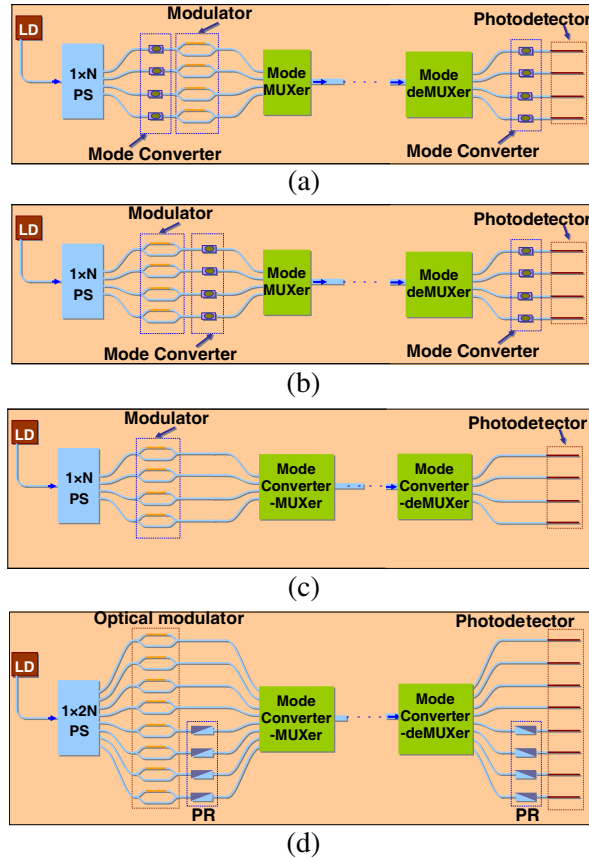 LD
Modulator
Photodetector
1×N
PS
Mode
MUXer
Mode
deMUXer
Mode Converter
Mode Converter
(a)
LD
Modulator
Photodetector
1×N
PS
Mode
MUXer
Mode
deMUXer
Mode Converter
Mode Converter
(b)
LD
Modulator
Photodetector
1×N
PS
Mode
Converter
-MUXer
Mode
Converter
-deMUXer
(c)
Optical modulator
Photodetector
LD
1×2N
PS
Mode
Converter
-MUXer
Mode
Converter
-deMUXer
PR
PR
(d)